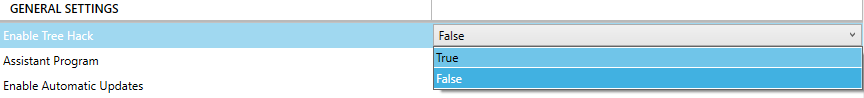 GENERAL SETTINGS
Enable Tree Hack False
True
Assistant Program
False
Enable Automatic Updates